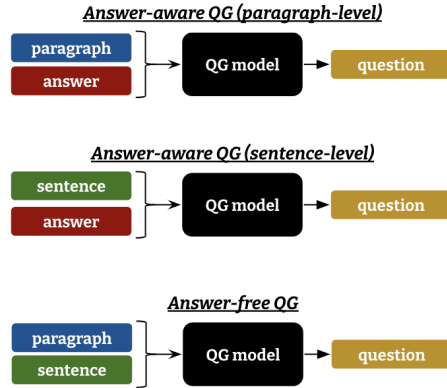 Answer-aware QG (paragraph-level)
paragraph
answer
QG model
question
Answer-aware QG (sentence-level)
sentence
answer
QG model
question
Answer-free QG
paragraph
sentence
QG model
question